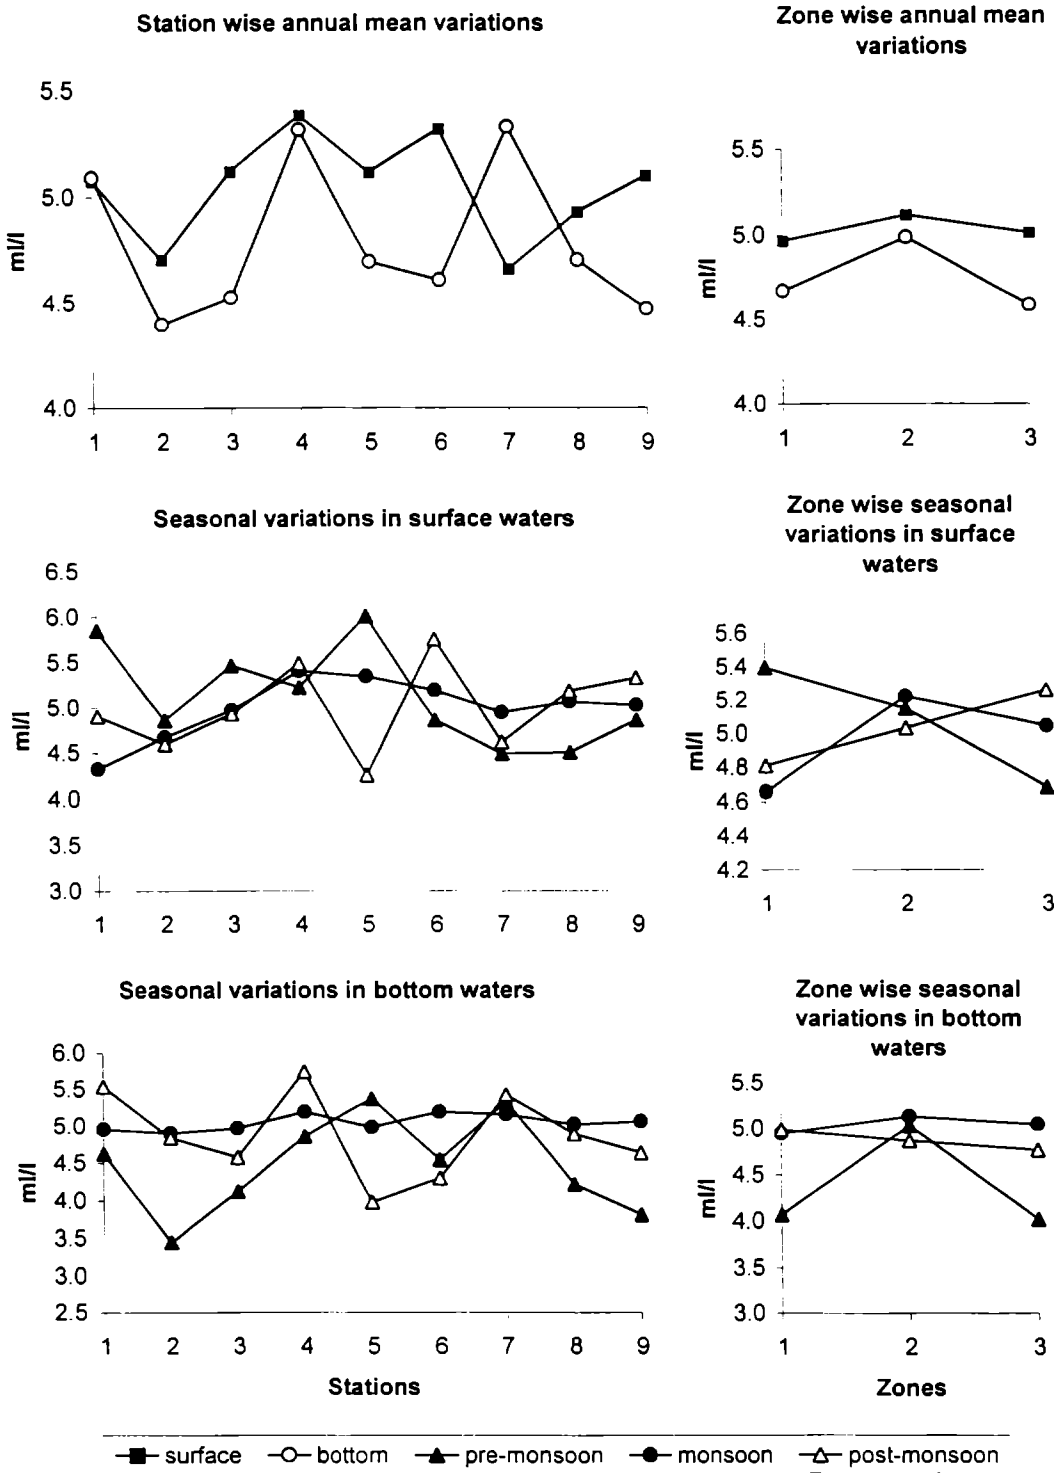 Station wise annual mean variations
5.5
5.0
4.5
4.0
ml/l
1 2 3 4 5 6 7 8 9
Zone wise annual mean
variations
5.5
5.0
4.5
4.0
ml/l
1 2 3
Seasonal variations in surface waters
6.5
6.0
5.5
5.0
4.5
4.0
3.5
3.0
ml/l
1 2 3 4 5 6 7 8 9
Zone wise seasonal
variations in surface
waters
5.6
5.4
5.2
5.0
4.8
4.6
4.4
4.2
ml/l
1 2 3
Seasonal variations in bottom waters
6.0
5.5
5.0
4.5
4.0
3.5
3.0
2.5
ml/l
1 2 3 4 5 6 7 8 9
Stations
Zone wise seasonal
variations in bottom
waters
5.5
5.0
4.5
4.0
3.5
3.0
ml/l
1 2 3
Zones
surface bottom pre-monsoon monsoon post-monsoon